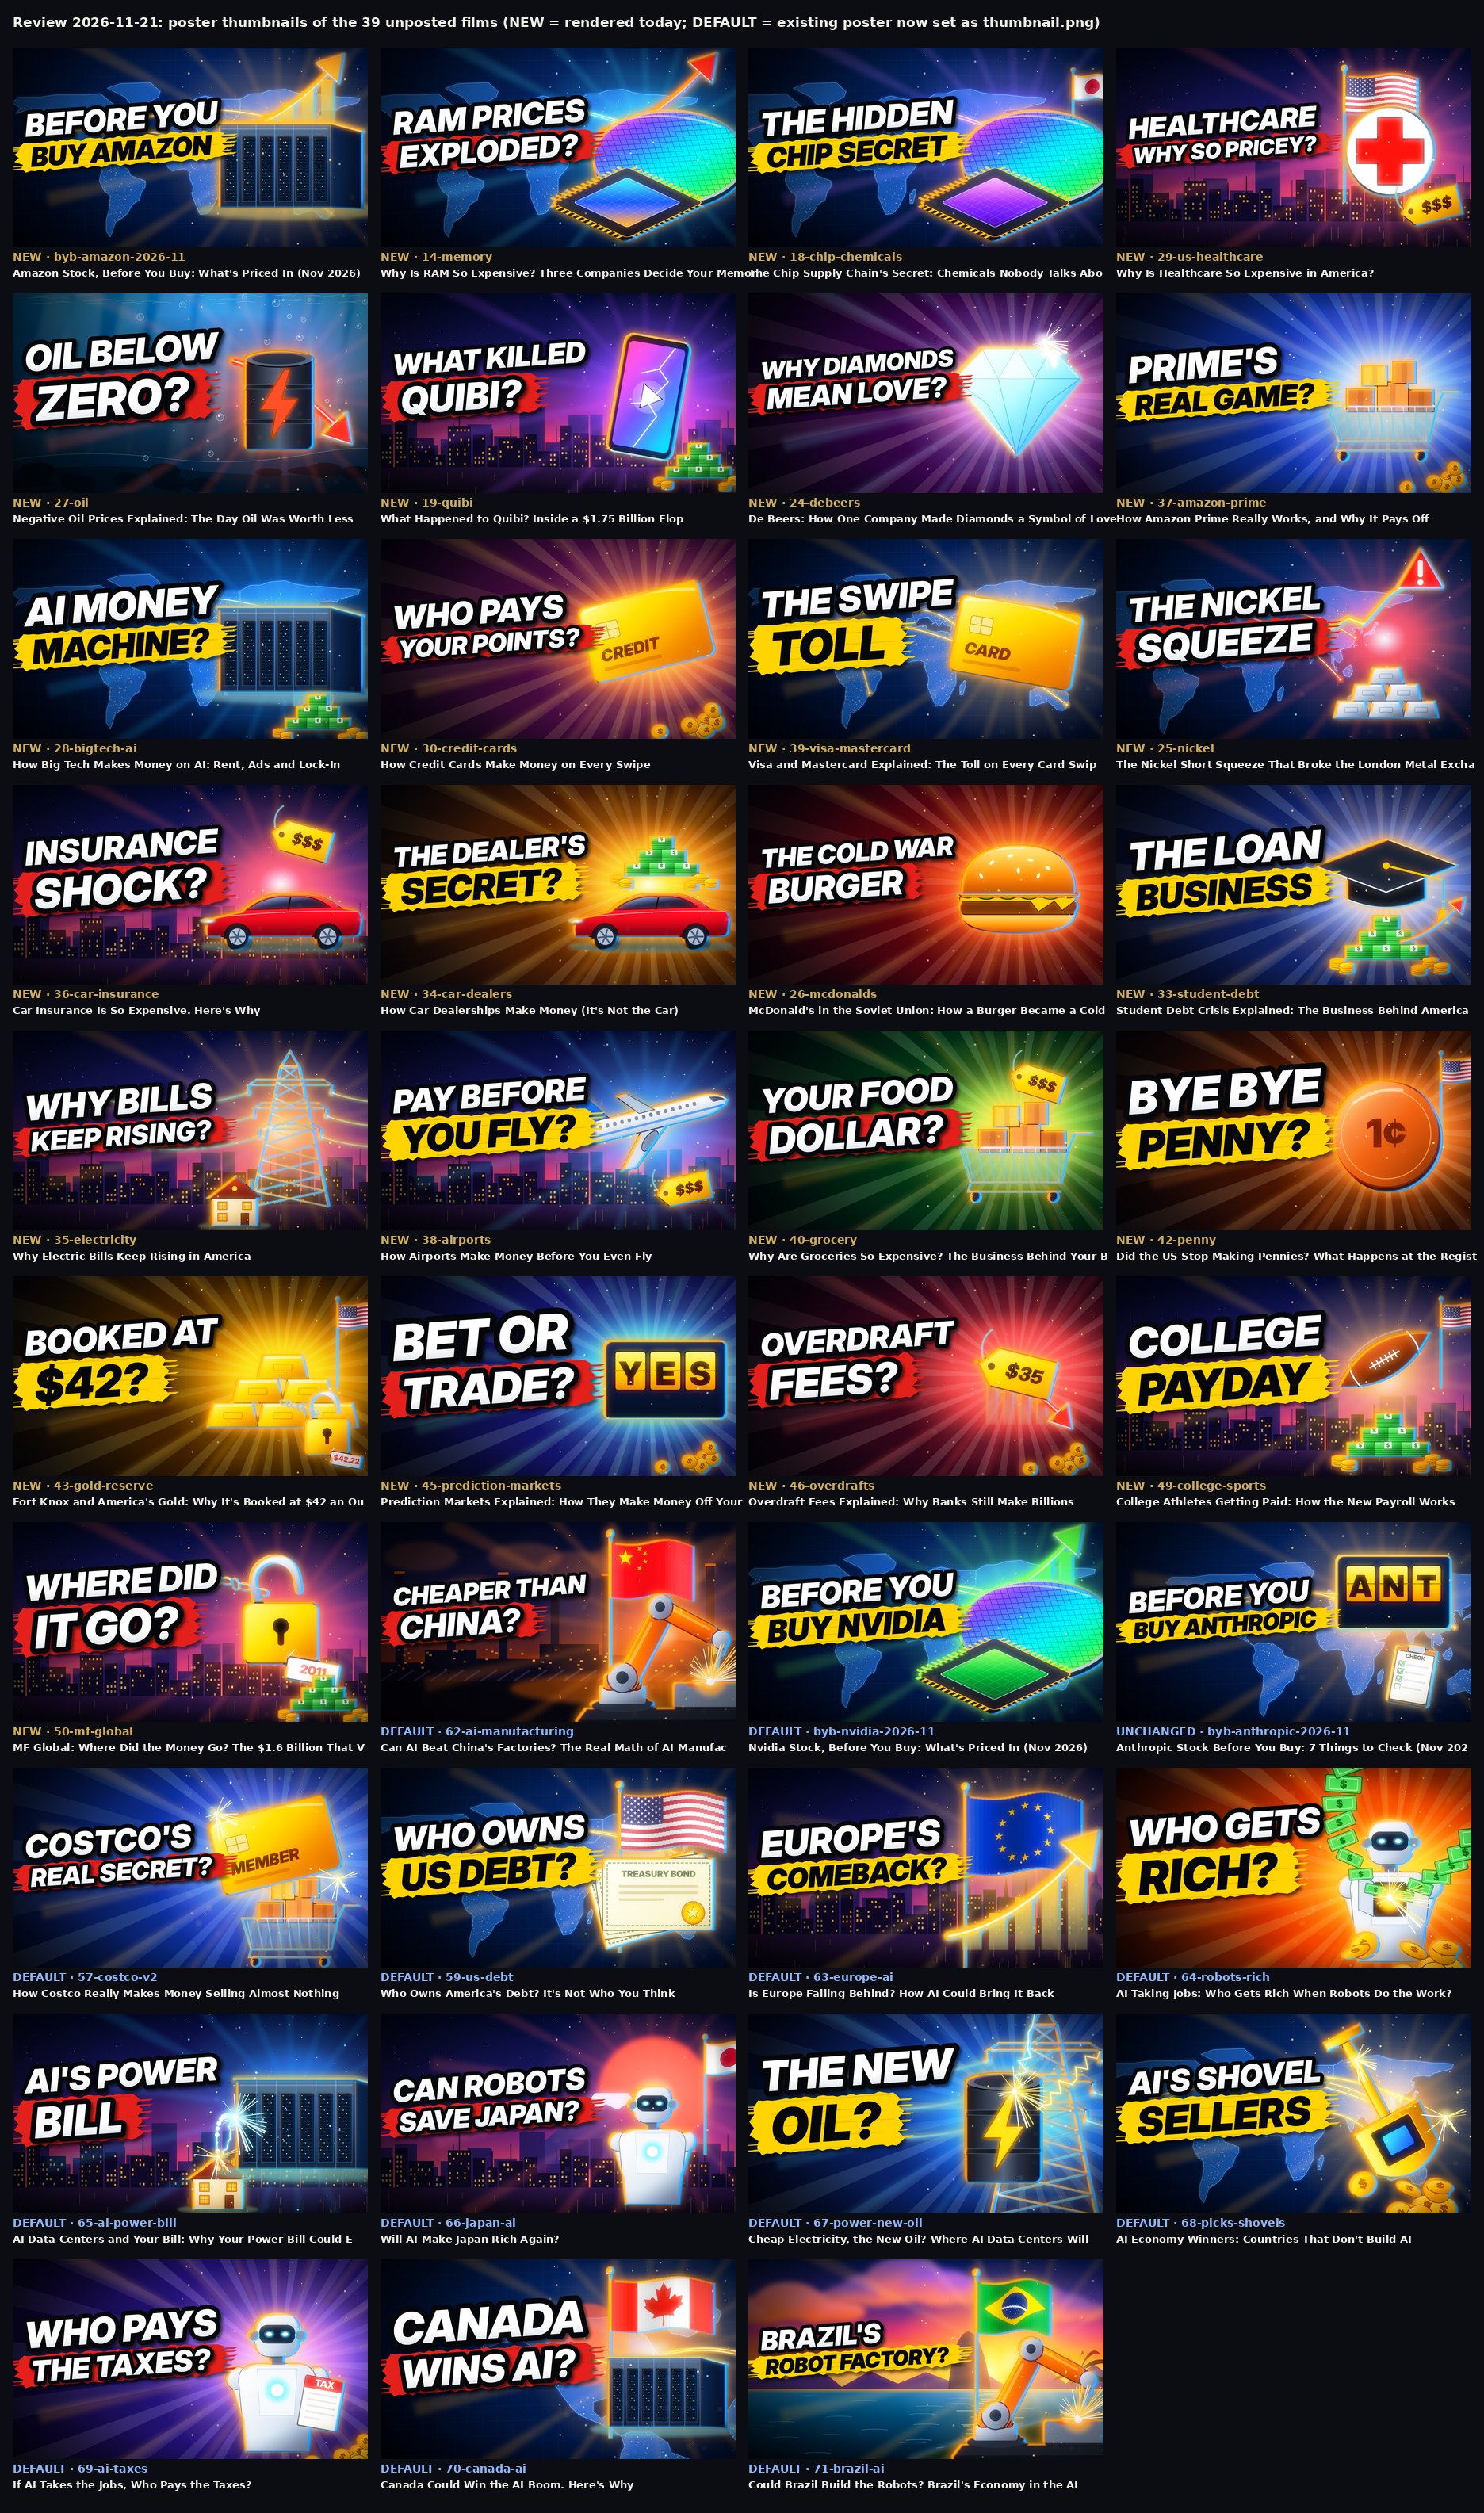 Review 2026-11-21: poster thumbnails of the 39 unposted films (NEW = rendered today; DEFAULT = existing poster now set as thumbnail.png)
BEFORE YOU
BUY AMAZON
NEW · byb-amazon-2026-11
Amazon Stock, Before You Buy: What's Priced In (Nov 2026)
RAM PRICES
EXPLODED?
NEW · 14-memory
Why Is RAM So Expensive? Three Companies Decide Your Memor
THE HIDDEN
CHIP SECRET
NEW · 18-chip-chemicals
The Chip Supply Chain's Secret: Chemicals Nobody Talks Abo
HEALTHCARE
WHY SO PRICEY?
$$$
NEW · 29-us-healthcare
Why Is Healthcare So Expensive in America?
OIL BELOW
ZERO?
NEW · 27-oil
Negative Oil Prices Explained: The Day Oil Was Worth Less
WHAT KILLED
QUIBI?
NEW · 19-quibi
What Happened to Quibi? Inside a $1.75 Billion Flop
WHY DIAMONDS
MEAN LOVE?
NEW · 24-debeers
De Beers: How One Company Made Diamonds a Symbol of Love
PRIME'S
REAL GAME?
NEW · 37-amazon-prime
How Amazon Prime Really Works, and Why It Pays Off
AI MONEY
MACHINE?
NEW · 28-bigtech-ai
How Big Tech Makes Money on AI: Rent, Ads and Lock-In
WHO PAYS
YOUR POINTS?
CREDIT
NEW · 30-credit-cards
How Credit Cards Make Money on Every Swipe
THE SWIPE
TOLL
CARD
NEW · 39-visa-mastercard
Visa and Mastercard Explained: The Toll on Every Card Swip
THE NICKEL
SQUEEZE
NEW · 25-nickel
The Nickel Short Squeeze That Broke the London Metal Excha
INSURANCE
SHOCK?
$$$
NEW · 36-car-insurance
Car Insurance Is So Expensive. Here's Why
THE DEALER'S
SECRET?
NEW · 34-car-dealers
How Car Dealerships Make Money (It's Not the Car)
THE COLD WAR
BURGER
NEW · 26-mcdonalds
McDonald's in the Soviet Union: How a Burger Became a Cold
THE LOAN
BUSINESS
NEW · 33-student-debt
Student Debt Crisis Explained: The Business Behind America
WHY BILLS
KEEP RISING?
NEW · 35-electricity
Why Electric Bills Keep Rising in America
PAY BEFORE
YOU FLY?
$$$
NEW · 38-airports
How Airports Make Money Before You Even Fly
YOUR FOOD
DOLLAR?
$$$
NEW · 40-grocery
Why Are Groceries So Expensive? The Business Behind Your B
BYE BYE
PENNY?
1¢
NEW · 42-penny
Did the US Stop Making Pennies? What Happens at the Regist
BOOKED AT
$42?
$42.22
NEW · 43-gold-reserve
Fort Knox and America's Gold: Why It's Booked at $42 an Ou
BET OR
TRADE?
YES
NEW · 45-prediction-markets
Prediction Markets Explained: How They Make Money Off Your
OVERDRAFT
FEES?
$35
NEW · 46-overdrafts
Overdraft Fees Explained: Why Banks Still Make Billions
COLLEGE
PAYDAY
NEW · 49-college-sports
College Athletes Getting Paid: How the New Payroll Works
WHERE DID
IT GO?
2011
NEW · 50-mf-global
MF Global: Where Did the Money Go? The $1.6 Billion That V
CHEAPER THAN
CHINA?
DEFAULT · 62-ai-manufacturing
Can AI Beat China's Factories? The Real Math of AI Manufac
BEFORE YOU
BUY NVIDIA
DEFAULT · byb-nvidia-2026-11
Nvidia Stock, Before You Buy: What's Priced In (Nov 2026)
BEFORE YOU
BUY ANTHROPIC
ANT
CHECK
UNCHANGED · byb-anthropic-2026-11
Anthropic Stock Before You Buy: 7 Things to Check (Nov 202
COSTCO'S
REAL SECRET?
MEMBER
DEFAULT · 57-costco-v2
How Costco Really Makes Money Selling Almost Nothing
WHO OWNS
US DEBT?
TREASURY BOND
DEFAULT · 59-us-debt
Who Owns America's Debt? It's Not Who You Think
EUROPE'S
COMEBACK?
DEFAULT · 63-europe-ai
Is Europe Falling Behind? How AI Could Bring It Back
WHO GETS
RICH?
DEFAULT · 64-robots-rich
AI Taking Jobs: Who Gets Rich When Robots Do the Work?
AI'S POWER
BILL
DEFAULT · 65-ai-power-bill
AI Data Centers and Your Bill: Why Your Power Bill Could E
CAN ROBOTS
SAVE JAPAN?
DEFAULT · 66-japan-ai
Will AI Make Japan Rich Again?
THE NEW
OIL?
DEFAULT · 67-power-new-oil
Cheap Electricity, the New Oil? Where AI Data Centers Will
AI'S SHOVEL
SELLERS
DEFAULT · 68-picks-shovels
AI Economy Winners: Countries That Don't Build AI
WHO PAYS
THE TAXES?
TAX
DEFAULT · 69-ai-taxes
If AI Takes the Jobs, Who Pays the Taxes?
CANADA
WINS AI?
DEFAULT · 70-canada-ai
Canada Could Win the AI Boom. Here's Why
BRAZIL'S
ROBOT FACTORY?
DEFAULT · 71-brazil-ai
Could Brazil Build the Robots? Brazil's Economy in the AI